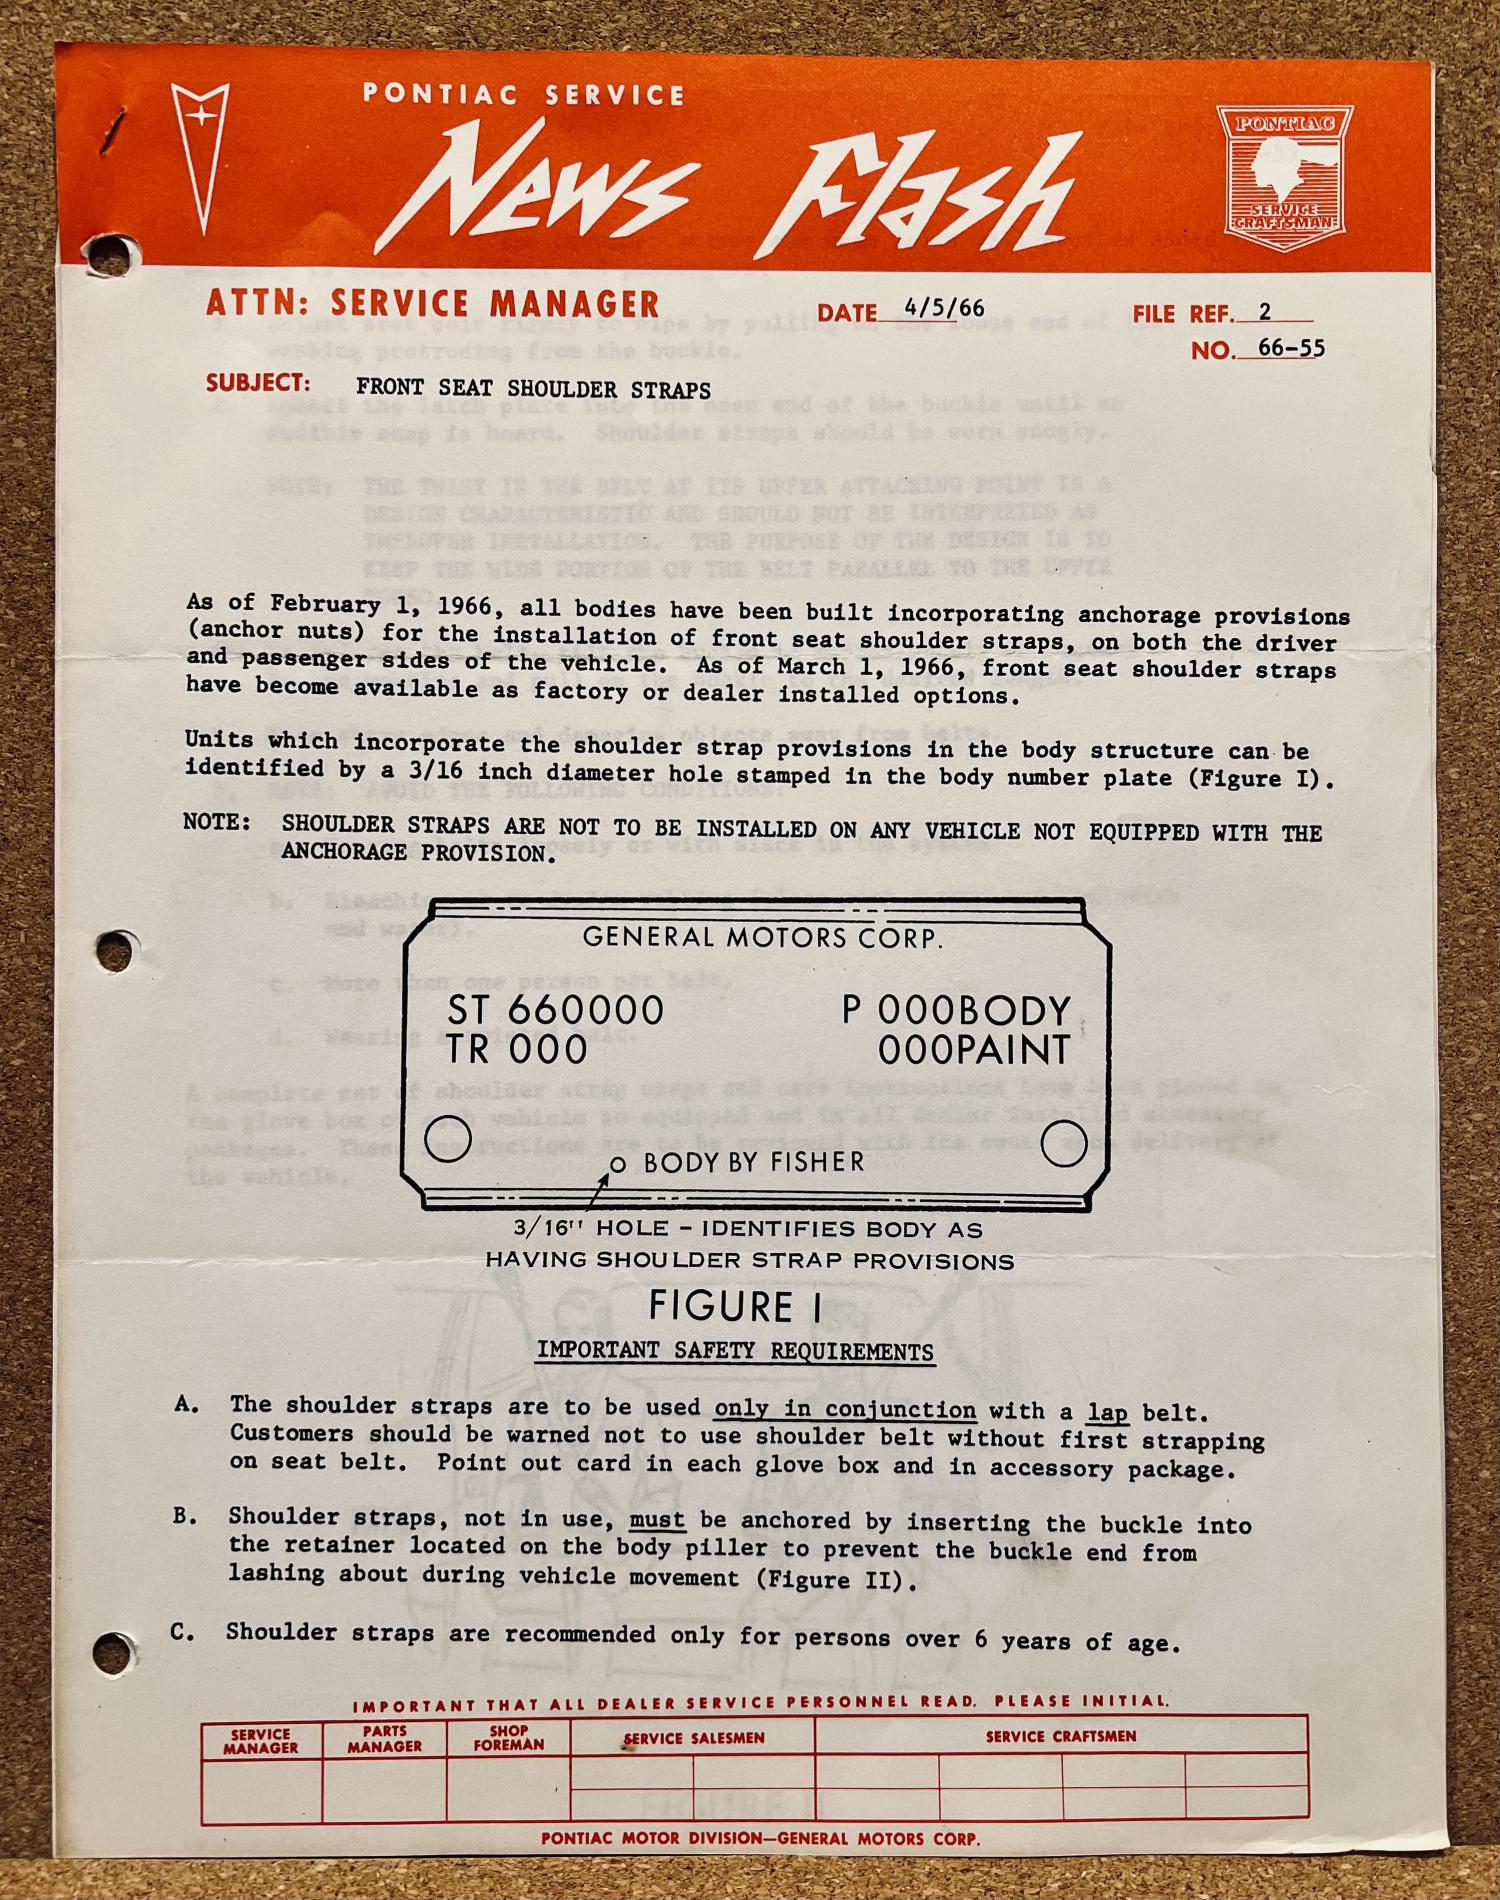 PONTIAC SERVICE
News Flash
PONTIAC
SERVICE
CRAFTSMAN
ATTN: SERVICE MANAGER
DATE 4/5/66
FILE REF. 2
NO. 66-55
SUBJECT: FRONT SEAT SHOULDER STRAPS
As of February 1, 1966, all bodies have been built incorporating anchorage provisions
(anchor nuts) for the installation of front seat shoulder straps, on both the driver
and passenger sides of the vehicle. As of March 1, 1966, front seat shoulder straps
have become available as factory or dealer installed options.
Units which incorporate the shoulder strap provisions in the body structure can be
identified by a 3/16 inch diameter hole stamped in the body number plate (Figure I).
NOTE: SHOULDER STRAPS ARE NOT TO BE INSTALLED ON ANY VEHICLE NOT EQUIPPED WITH THE
ANCHORAGE PROVISION.
GENERAL MOTORS CORP.
ST 660000 P 000BODY
TR 000 000PAINT
BODY BY FISHER
3/16" HOLE - IDENTIFIES BODY AS
HAVING SHOULDER STRAP PROVISIONS
FIGURE I
IMPORTANT SAFETY REQUIREMENTS
A. The shoulder straps are to be used only in conjunction with a lap belt.
Customers should be warned not to use shoulder belt without first strapping
on seat belt. Point out card in each glove box and in accessory package.
B. Shoulder straps, not in use, must be anchored by inserting the buckle into
the retainer located on the body piller to prevent the buckle end from
lashing about during vehicle movement (Figure II).
C. Shoulder straps are recommended only for persons over 6 years of age.
IMPORTANT THAT ALL DEALER SERVICE PERSONNEL READ. PLEASE INITIAL.
SERVICE MANAGER
PARTS MANAGER
SHOP FOREMAN
SERVICE SALESMEN
SERVICE CRAFTSMEN
PONTIAC MOTOR DIVISION—GENERAL MOTORS CORP.